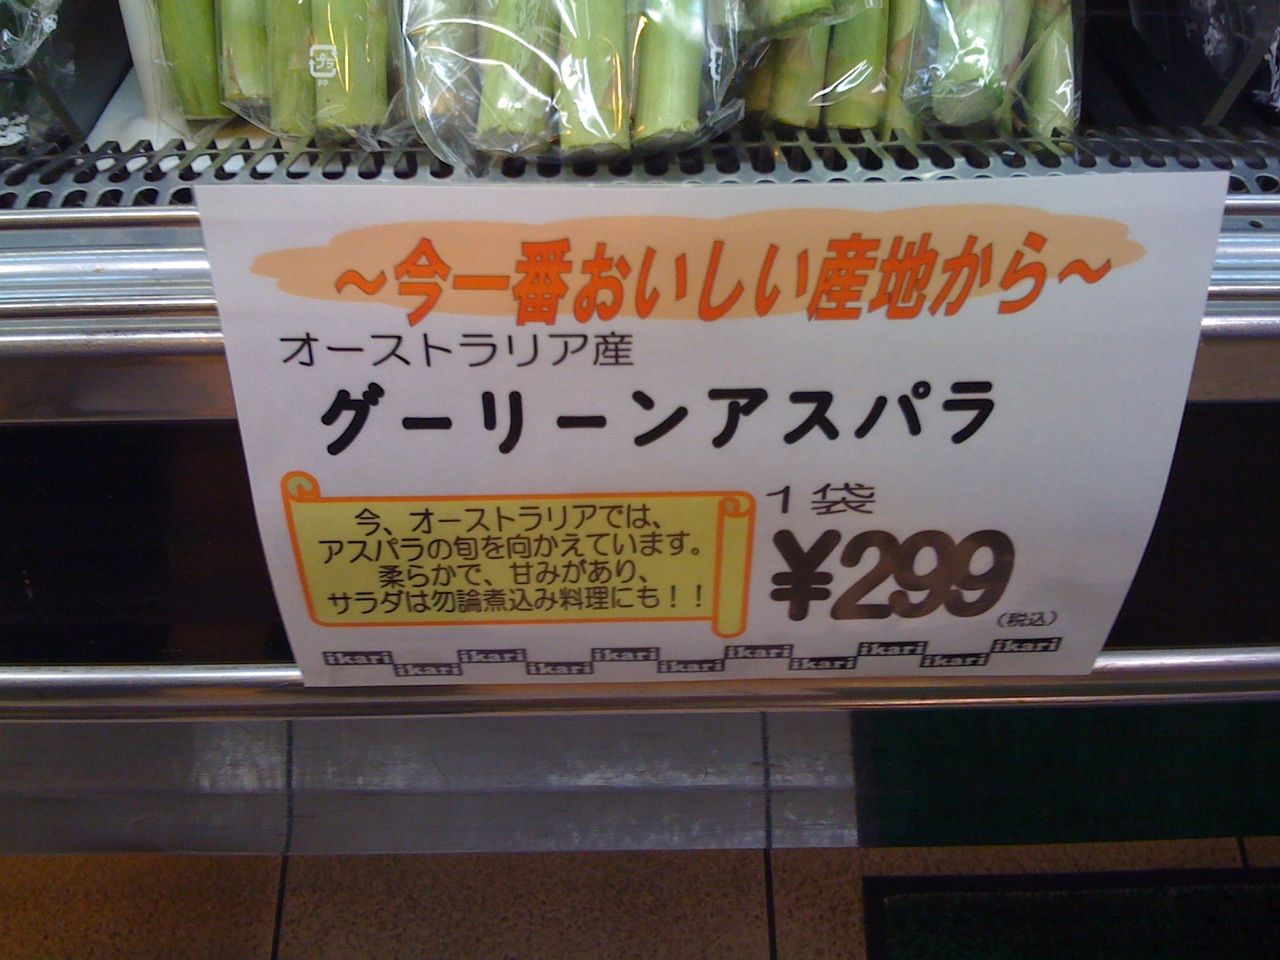 プラ
PP
～今一番おいしい産地から～
オーストラリア産
グーリーンアスパラ
1袋
¥299
(税込)
今、オーストラリアでは、
アスパラの旬を向かえています。
柔らかで、甘みがあり、
サラダは勿論煮込み料理にも！！
ikari ikari ikari ikari ikari ikari ikari ikari ikari ikari ikari